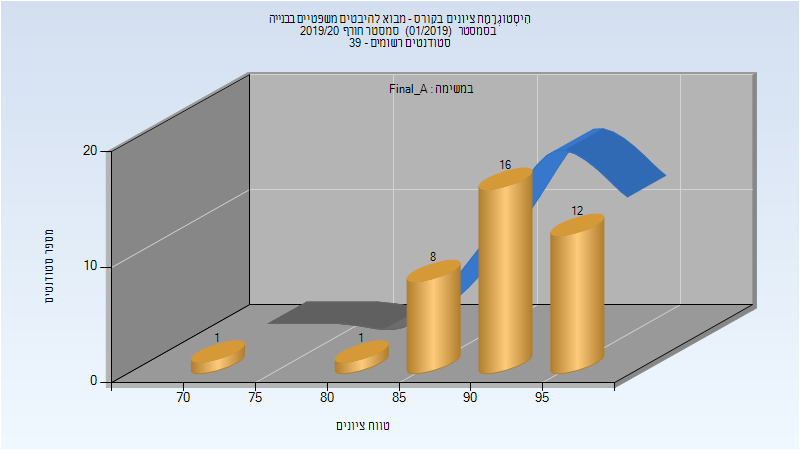 היסטוגרמת ציונים בקורס - מבוא להיבטים משפטיים בבנייה
בסמסטר (01/2019) סמסטר חורף 2019/20
סטודנטים רשומים - 39
במשימה : Final_A
מספר סטודנטים
20
10
0
1
1
8
16
12
70 75 80 85 90 95
טווח ציונים